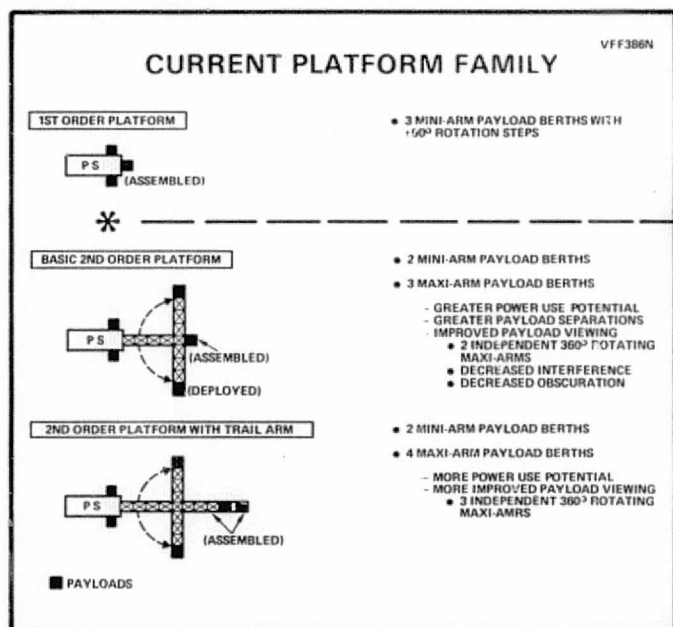 VFF386N
CURRENT PLATFORM FAMILY
1ST ORDER PLATFORM
• 3 MINI-ARM PAYLOAD BERTHS WITH
ROTATION STEPS
PS
(ASSEMBLED)
*
BASIC 2ND ORDER PLATFORM
• 2 MINI-ARM PAYLOAD BERTHS
• 3 MAXI-ARM PAYLOAD BERTHS
- GREATER POWER USE POTENTIAL
- GREATER PAYLOAD SEPARATIONS
- IMPROVED PAYLOAD VIEWING
• 2 INDEPENDENT 360º ROTATING
MAXI-ARMS
• DECREASED INTERFERENCE
• DECREASED OBSCURATION
PS
(ASSEMBLED)
(DEPLOYED)
2ND ORDER PLATFORM WITH TRAIL ARM
• 2 MINI-ARM PAYLOAD BERTHS
• 4 MAXI-ARM PAYLOAD BERTHS
- MORE POWER USE POTENTIAL
- MORE IMPROVED PAYLOAD VIEWING
• 3 INDEPENDENT 360º ROTATING
MAXI-AMRS
PS
(ASSEMBLED)
PAYLOADS